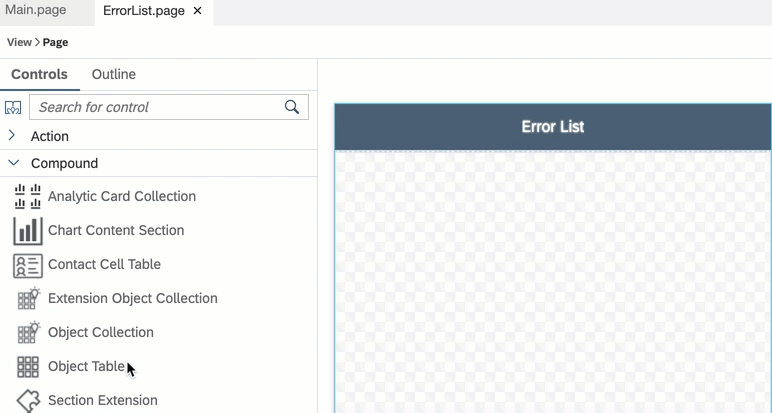 Main.page
ErrorList.page ×
View > Page
Controls Outline
Search for control
Action
Compound
Analytic Card Collection
Chart Content Section
Contact Cell Table
Extension Object Collection
Object Collection
Object Table
Section Extension
Error List